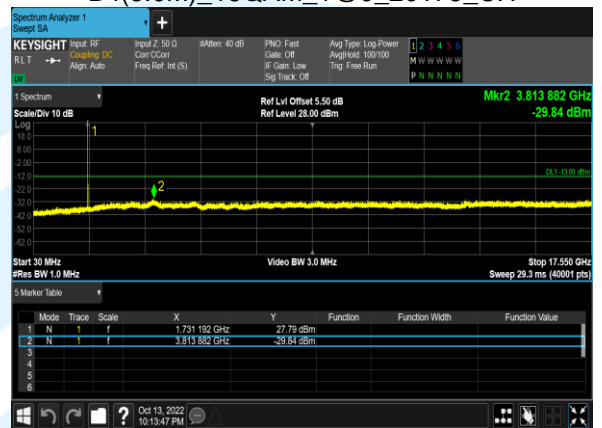 Spectrum Analyzer 1
Swept SA
KEYSIGHT
R L T
Input: RF
Coupling: DC
Align: Auto
Input Z: 50 Ω
Corr CCorr
Freq Ref: Int (S)
#Atten: 40 dB
PNO: Fast
Gate: Off
IF Gain: Low
Sig Track: Off
Avg Type: Log-Power
Avg|Hold: 100/100
Trig: Free Run
1 2 3 4 5 6
M W W W W W
P N N N N N
1 Spectrum
Scale/Div 10 dB
Ref Lvl Offset 5.50 dB
Ref Level 28.00 dBm
Mkr2 3.813 882 GHz
-29.84 dBm
Log
18.0
8.00
-2.00
-12.0
-22.0
-32.0
-42.0
-52.0
-62.0
1
2
DL1 -13.00 dBm
Start 30 MHz
#Res BW 1.0 MHz
Video BW 3.0 MHz
Stop 17.550 GHz
Sweep 29.3 ms (40001 pts)
5 Marker Table
Mode Trace Scale X Y Function Function Width Function Value
1 N 1 f 1.731 192 GHz 27.79 dBm
2 N 1 f 3.813 882 GHz -29.84 dBm
3
4
5
6
Oct 13, 2022
10:13:47 PM